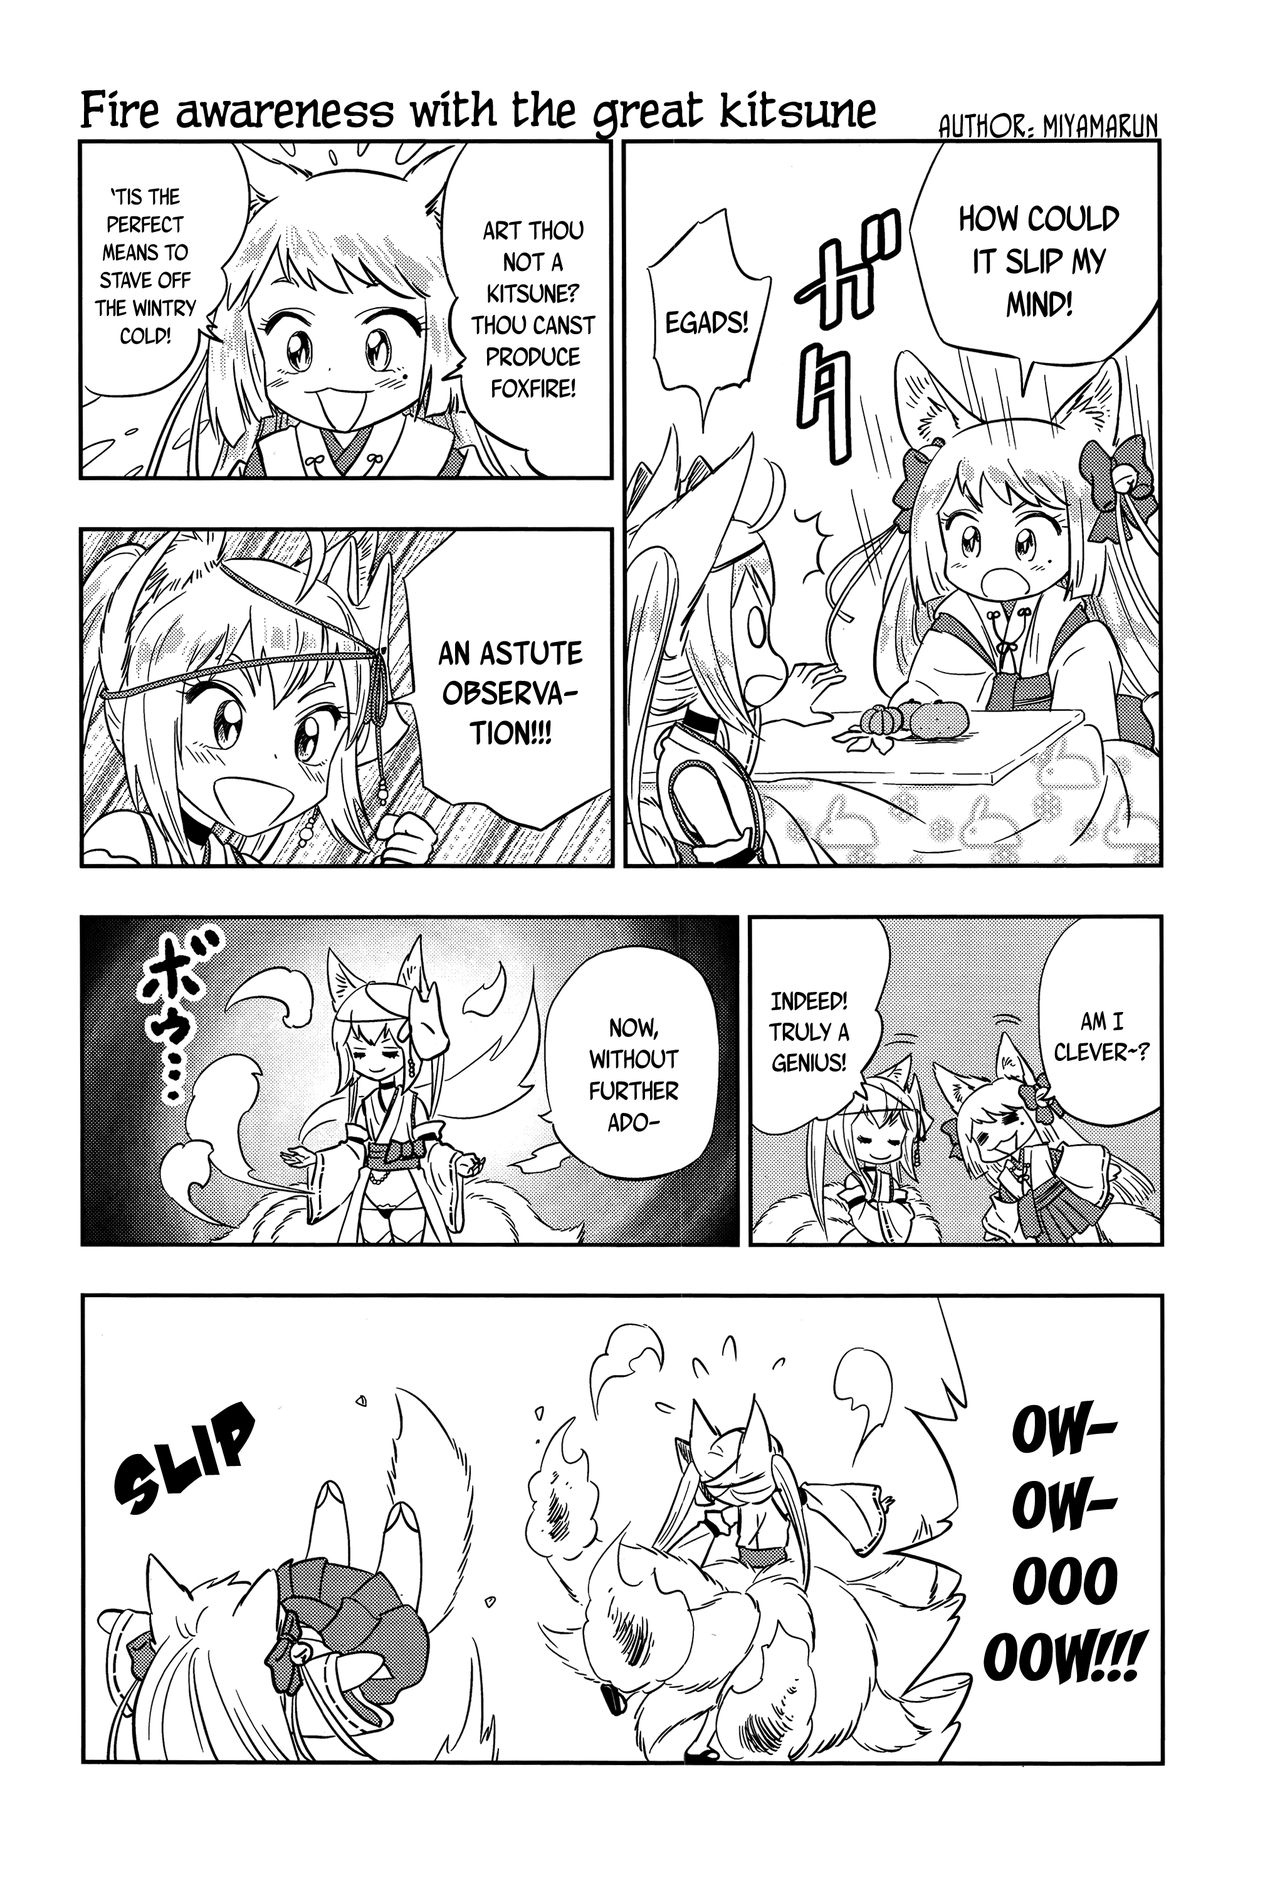 Fire awareness with the great kitsune
AUTHOR: MIYAMARUN
HOW COULD
IT SLIP MY
MIND!
ガタ
EGADS!
ART THOU
NOT A
KITSUNE?
THOU CANST
PRODUCE
FOXFIRE!
'TIS THE
PERFECT
MEANS TO
STAVE OFF
THE WINTRY
COLD!
AN ASTUTE
OBSERVA-
TION!!!
AM I
CLEVER~?
INDEED!
TRULY A
GENIUS!
NOW,
WITHOUT
FURTHER
ADO-
ボゥ…
OW-
OW-
OOO
OOW!!!
SLIP